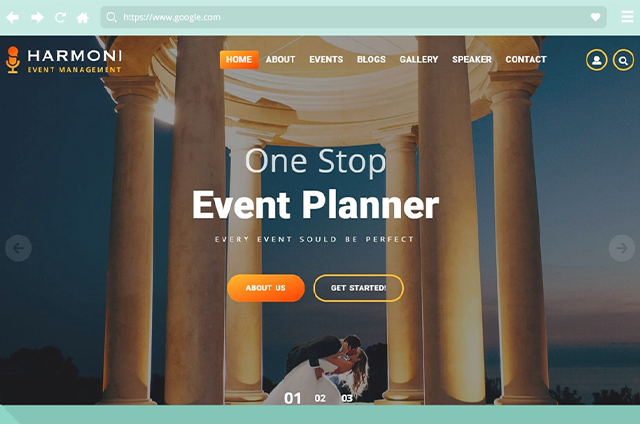 https://www.google.com
HARMONI
EVENT MANAGEMENT
HOME ABOUT EVENTS BLOGS GALLERY SPEAKER CONTACT
One Stop
Event Planner
EVERY EVENT SOULD BE PERFECT
ABOUT US GET STARTED!
01 02 03